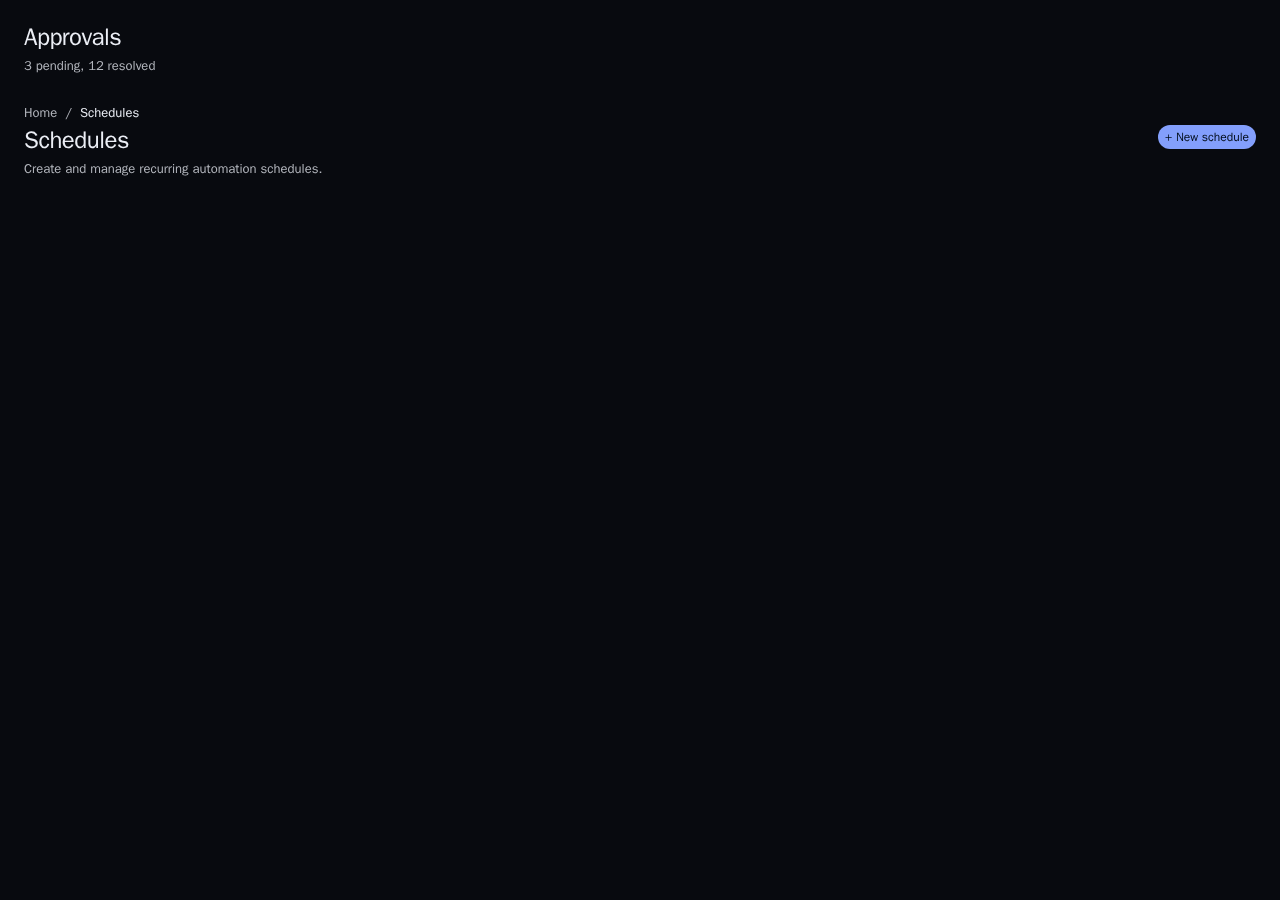 Approvals
3 pending, 12 resolved
Home / Schedules
Schedules
+ New schedule
Create and manage recurring automation schedules.